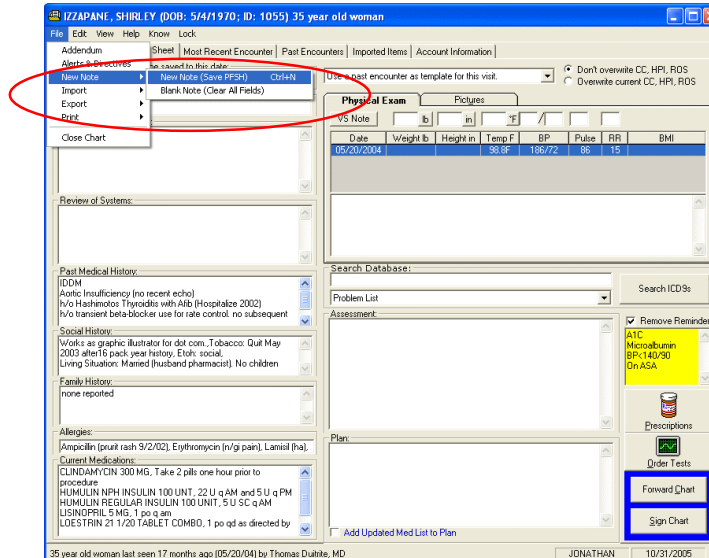 IZZAPANE, SHIRLEY (DOB: 5/4/1970; ID: 1055) 35 year old woman
File Edit View Help Know Lock
Sheet Most Recent Encounter Past Encounters Imported Items Account Information
Addendum
Alerts & Directives
New Note
Import
Export
Print
Close Chart
New Note (Save PFSH) Ctrl+N
Blank Note (Clear All Fields)
be saved to this date:
Use a past encounter as template for this visit.
Don't overwrite CC, HPI, ROS
Overwrite current CC, HPI, ROS
Physical Exam Pictures
VS Note lb in °F /
Date Weight lb Height in Temp F BP Pulse RR BMI
05/20/2004 98.8F 186/72 86 15
Review of Systems:
Past Medical History:
IDDM
Aortic Insufficiency (no recent echo)
h/o Hashimotos Thyroiditis with Afib (Hospitalize 2002)
h/o transient beta-blocker use for rate control. no subsequent
Social History:
Works as graphic illustrator for dot com.,Tobacco: Quit May
2003 after16 pack year history, Etoh: social,
Living Situation: Married (husband pharmacist). No children
Family History:
none reported
Allergies:
Ampicillin (prurit rash 9/2/02), Erythromycin (n/gi pain), Lamisil (ha),
Current Medications:
CLINDAMYCIN 300 MG, Take 2 pills one hour prior to
procedure
HUMULIN NPH INSULIN 100 UNT, 22 U q AM and 5 U q PM
HUMULIN REGULAR INSULIN 100 UNIT, 5 U SC q AM
LISINOPRIL 5 MG, 1 po q am
LOESTRIN 21 1/20 TABLET COMBO, 1 po qd as directed by
Search Database:
Problem List
Search ICD9s
Assessment:
Remove Reminder
A1C
Microalbumin
BP<140/90
On ASA
Prescriptions
Order Tests
Plan:
Forward Chart
Sign Chart
Add Updated Med List to Plan
35 year old woman last seen 17 months ago (05/20/04) by Thomas Duitrite, MD JONATHAN 10/31/2005